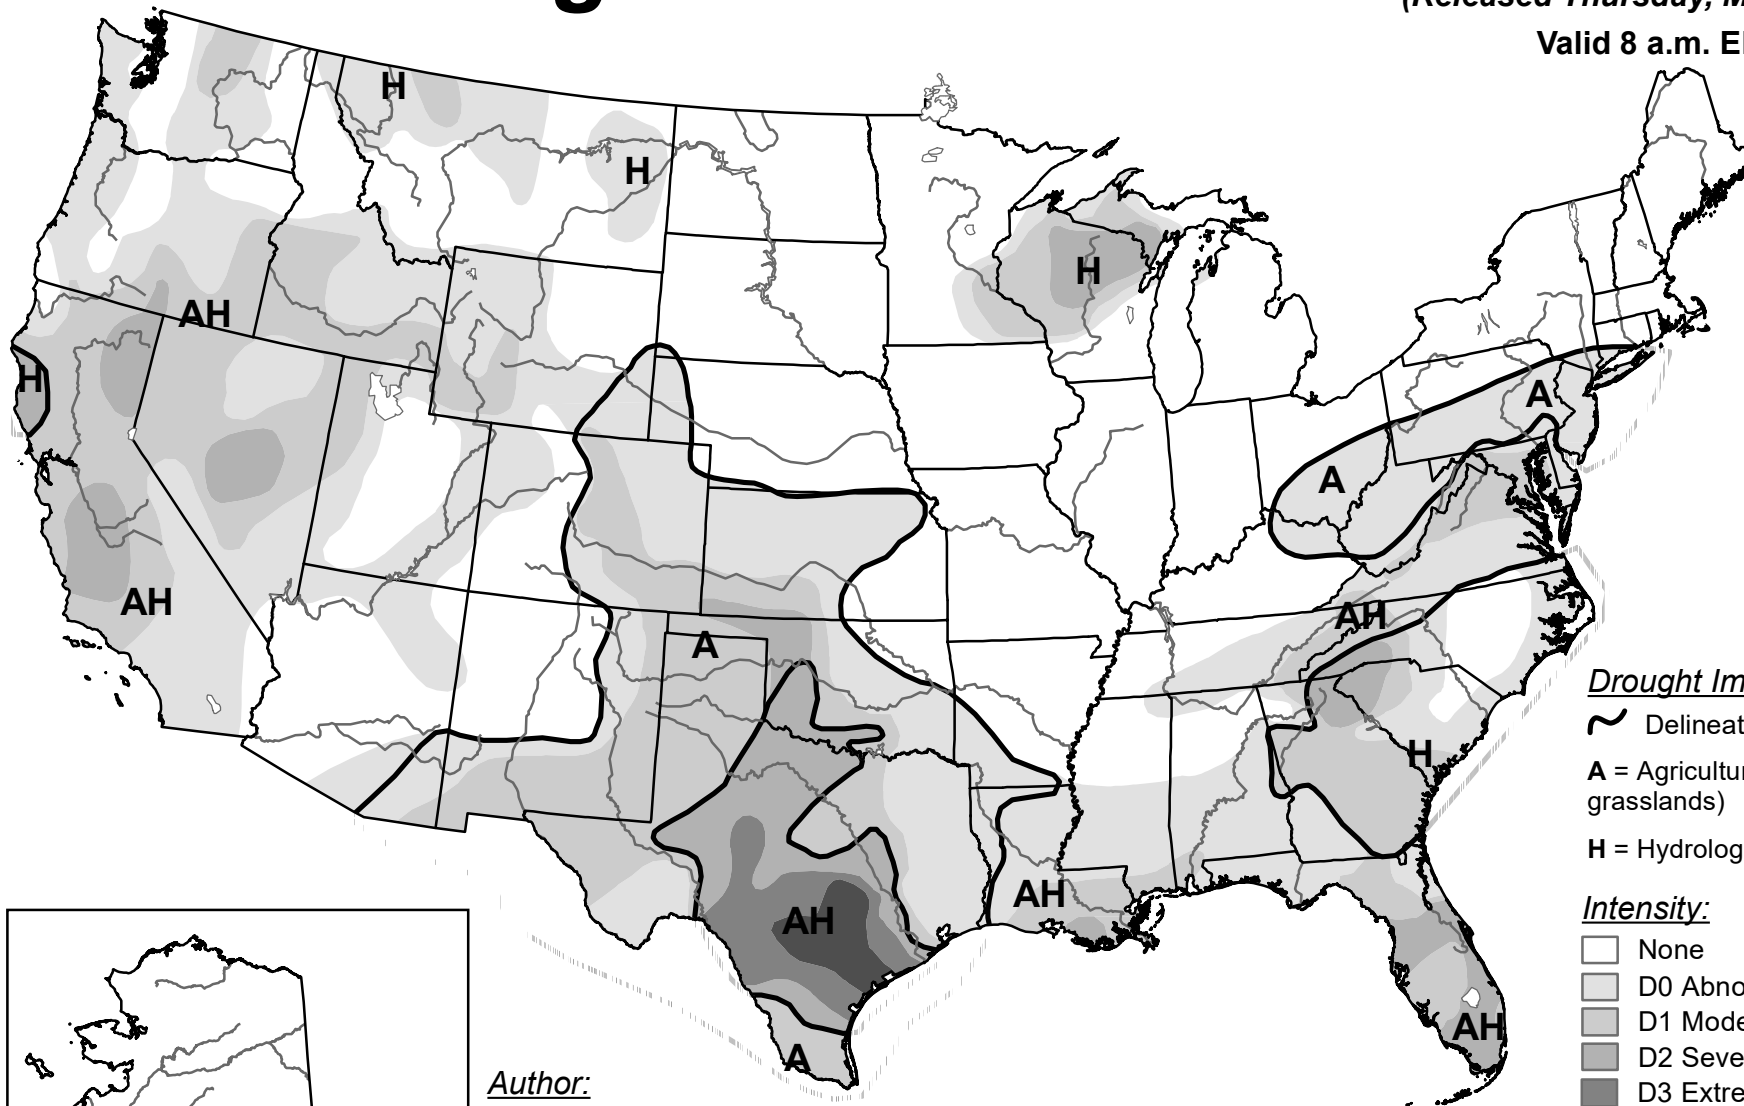 (Released Thursday,
Valid 8 a.m.
H
H
AH
H
H
A
A
AH
AH
A
H
AH
AH
AH
A
Drought
Delineat
A = Agricultur
grasslands)
H = Hydrolog
Intensity:
None
D0 Abno
D1 Mode
D2 Seve
D3 Extre
Author: